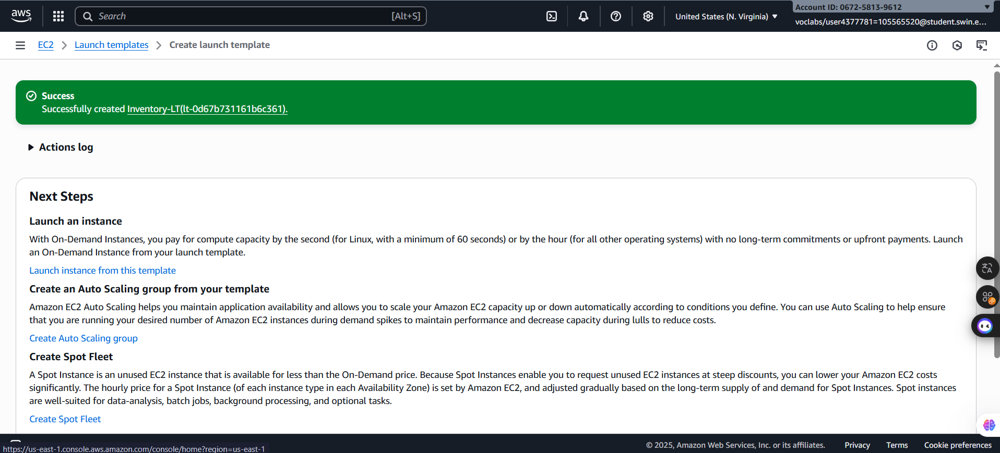 aws
Search
[Alt+S]
United States (N. Virginia)
Account ID: 0672-5813-9612
voclabs/user4377781=105565520@student.swin.e...
EC2
Launch templates
Create launch template
Success
Successfully created Inventory-LT(lt-0d67b731161b6c361).
Actions log
Next Steps
Launch an instance
With On-Demand Instances, you pay for compute capacity by the second (for Linux, with a minimum of 60 seconds) or by the hour (for all other operating systems) with no long-term commitments or upfront payments. Launch
an On-Demand Instance from your launch template.
Launch instance from this template
Create an Auto Scaling group from your template
Amazon EC2 Auto Scaling helps you maintain application availability and allows you to scale your Amazon EC2 capacity up or down automatically according to conditions you define. You can use Auto Scaling to help ensure
that you are running your desired number of Amazon EC2 instances during demand spikes to maintain performance and decrease capacity during lulls to reduce costs.
Create Auto Scaling group
Create Spot Fleet
A Spot Instance is an unused EC2 instance that is available for less than the On-Demand price. Because Spot Instances enable you to request unused EC2 instances at steep discounts, you can lower your Amazon EC2 costs
significantly. The hourly price for a Spot Instance (of each instance type in each Availability Zone) is set by Amazon EC2, and adjusted gradually based on the long-term supply of and demand for Spot Instances. Spot instances
are well-suited for data-analysis, batch jobs, background processing, and optional tasks.
Create Spot Fleet
https://us-east-1.console.aws.amazon.com/console/home?region=us-east-1
© 2025, Amazon Web Services, Inc. or its affiliates.
Privacy
Terms
Cookie preferences